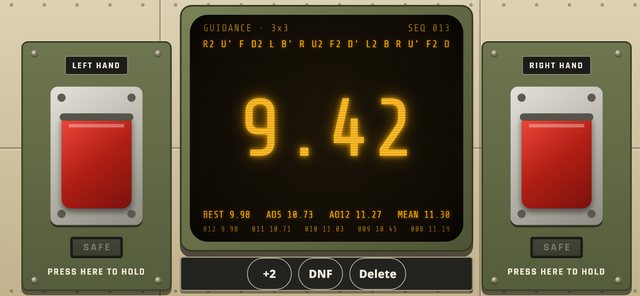 LEFT HAND
SAFE
PRESS HERE TO HOLD
GUIDANCE · 3x3 SEQ 013
R2 U' F D2 L B' R U2 F2 D' L2 B R U' F2 D
9.42
BEST 9.98 AO5 10.73 AO12 11.27 MEAN 11.30
012 9.98 011 10.71 010 11.03 009 10.45 008 11.19
+2 DNF Delete
RIGHT HAND
SAFE
PRESS HERE TO HOLD